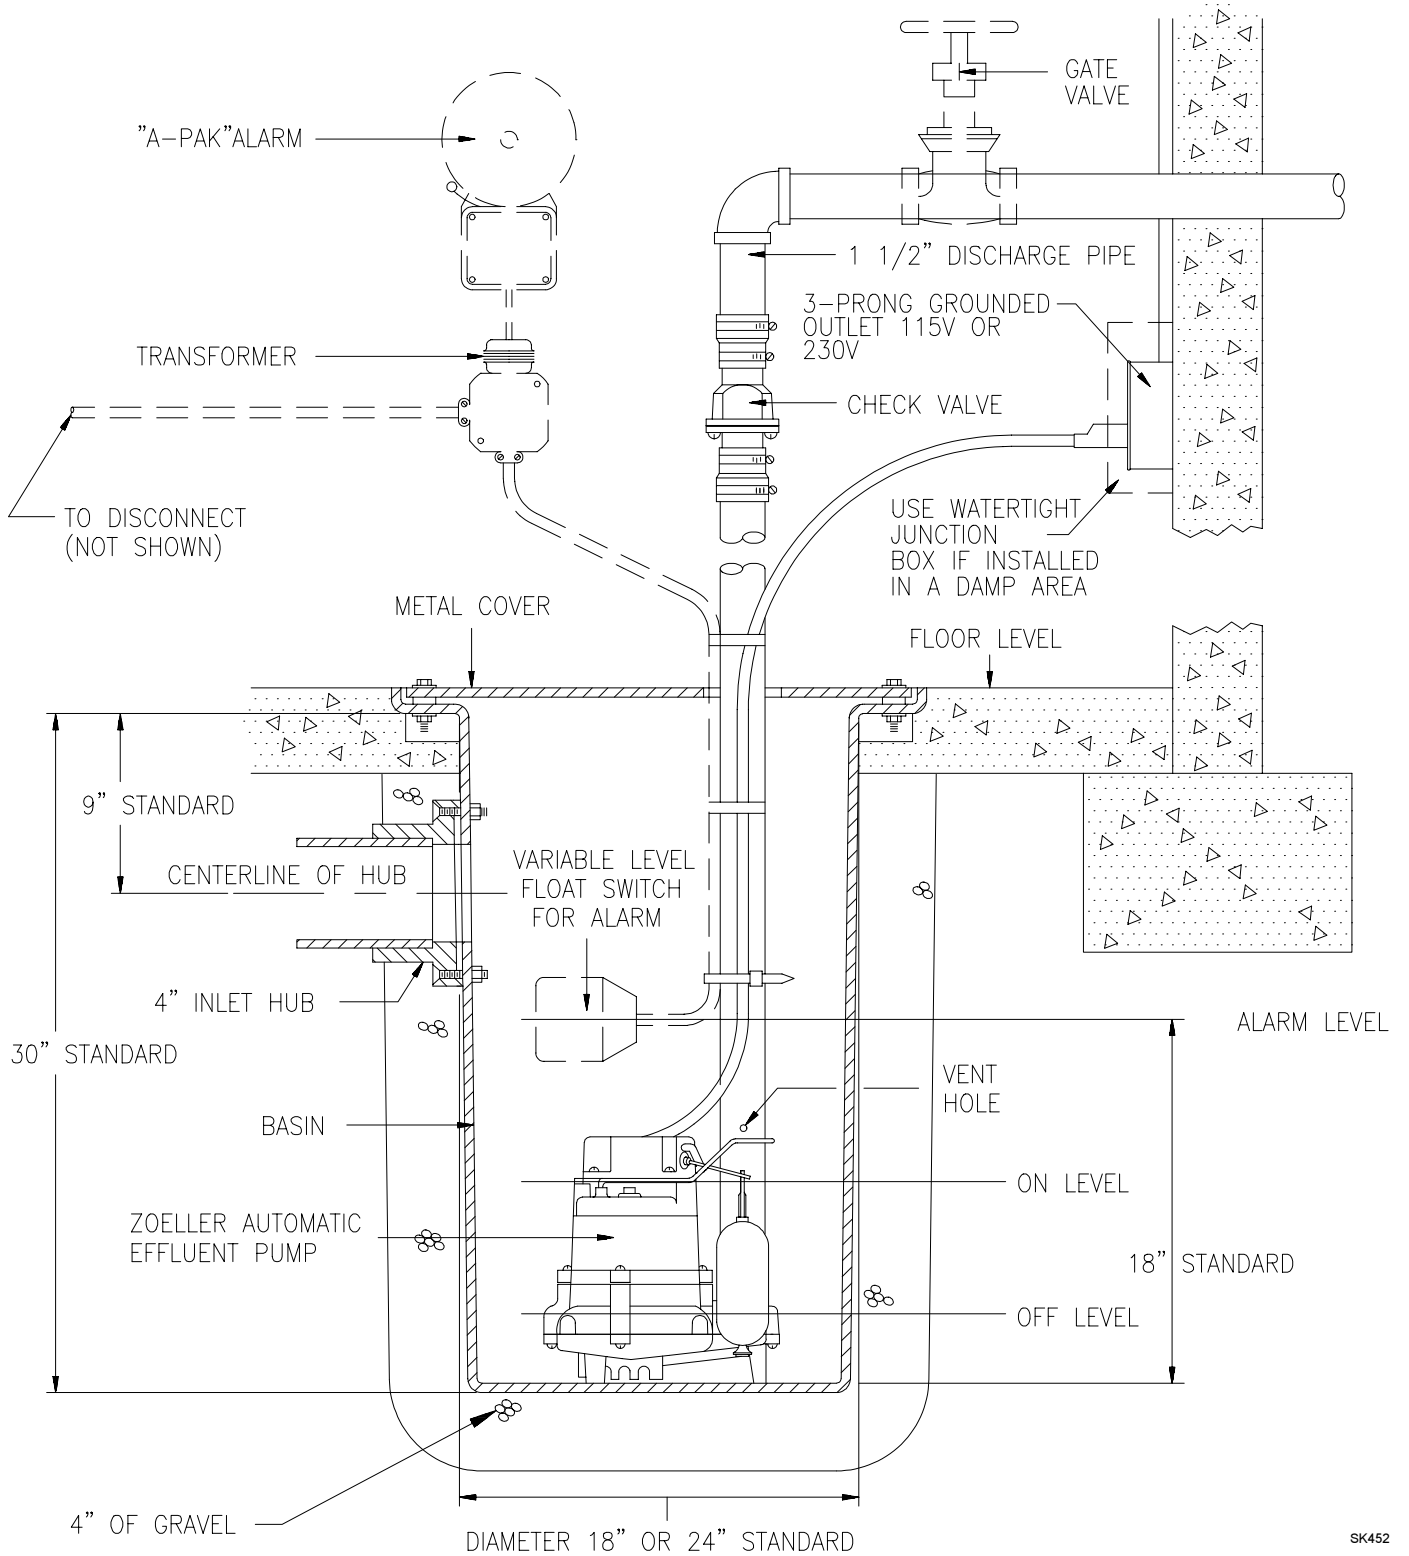 GATE
VALVE
"A-PAK"ALARM
1 1/2" DISCHARGE PIPE
3-PRONG GROUNDED
OUTLET 115V OR
230V
TRANSFORMER
CHECK VALVE
TO DISCONNECT
(NOT SHOWN)
USE WATERTIGHT
JUNCTION
BOX IF INSTALLED
IN A DAMP AREA
METAL COVER
FLOOR LEVEL
9" STANDARD
CENTERLINE OF HUB
VARIABLE LEVEL
FLOAT SWITCH
FOR ALARM
4" INLET HUB
ALARM LEVEL
30" STANDARD
VENT
HOLE
BASIN
ON LEVEL
ZOELLER AUTOMATIC
EFFLUENT PUMP
18" STANDARD
OFF LEVEL
4" OF GRAVEL
DIAMETER 18" OR 24" STANDARD
SK452